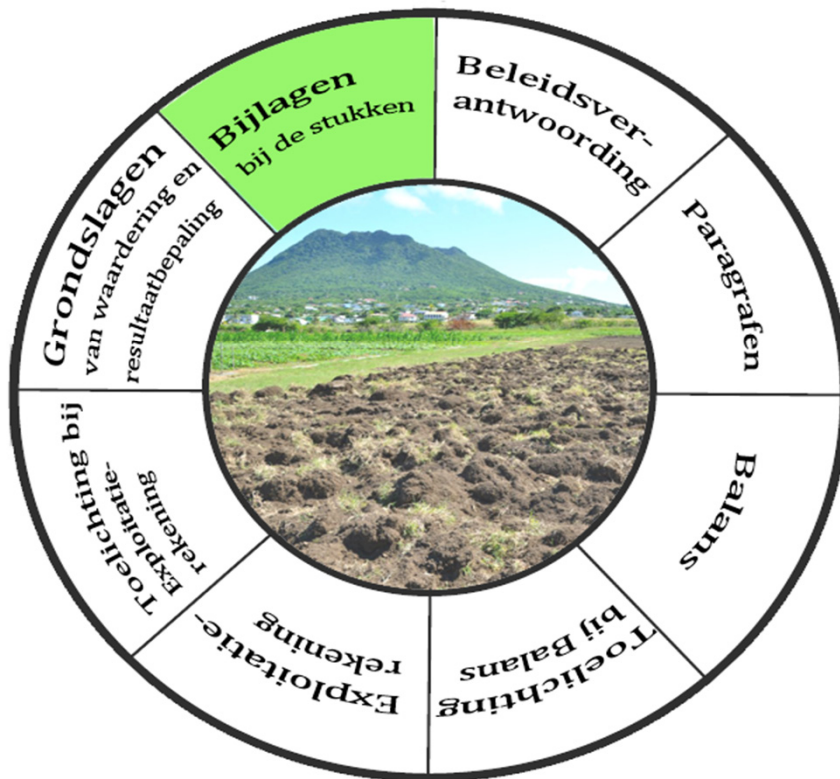 Beleidsver-
antwoording
Paragrafen
Balans
Toelichting
bij Balans
Exploitatie-
rekening
Toelichting bij
Exploitatie-
rekening
Grondslagen
van waardering en
resultaatbepaling
Bijlagen
bij de stukken